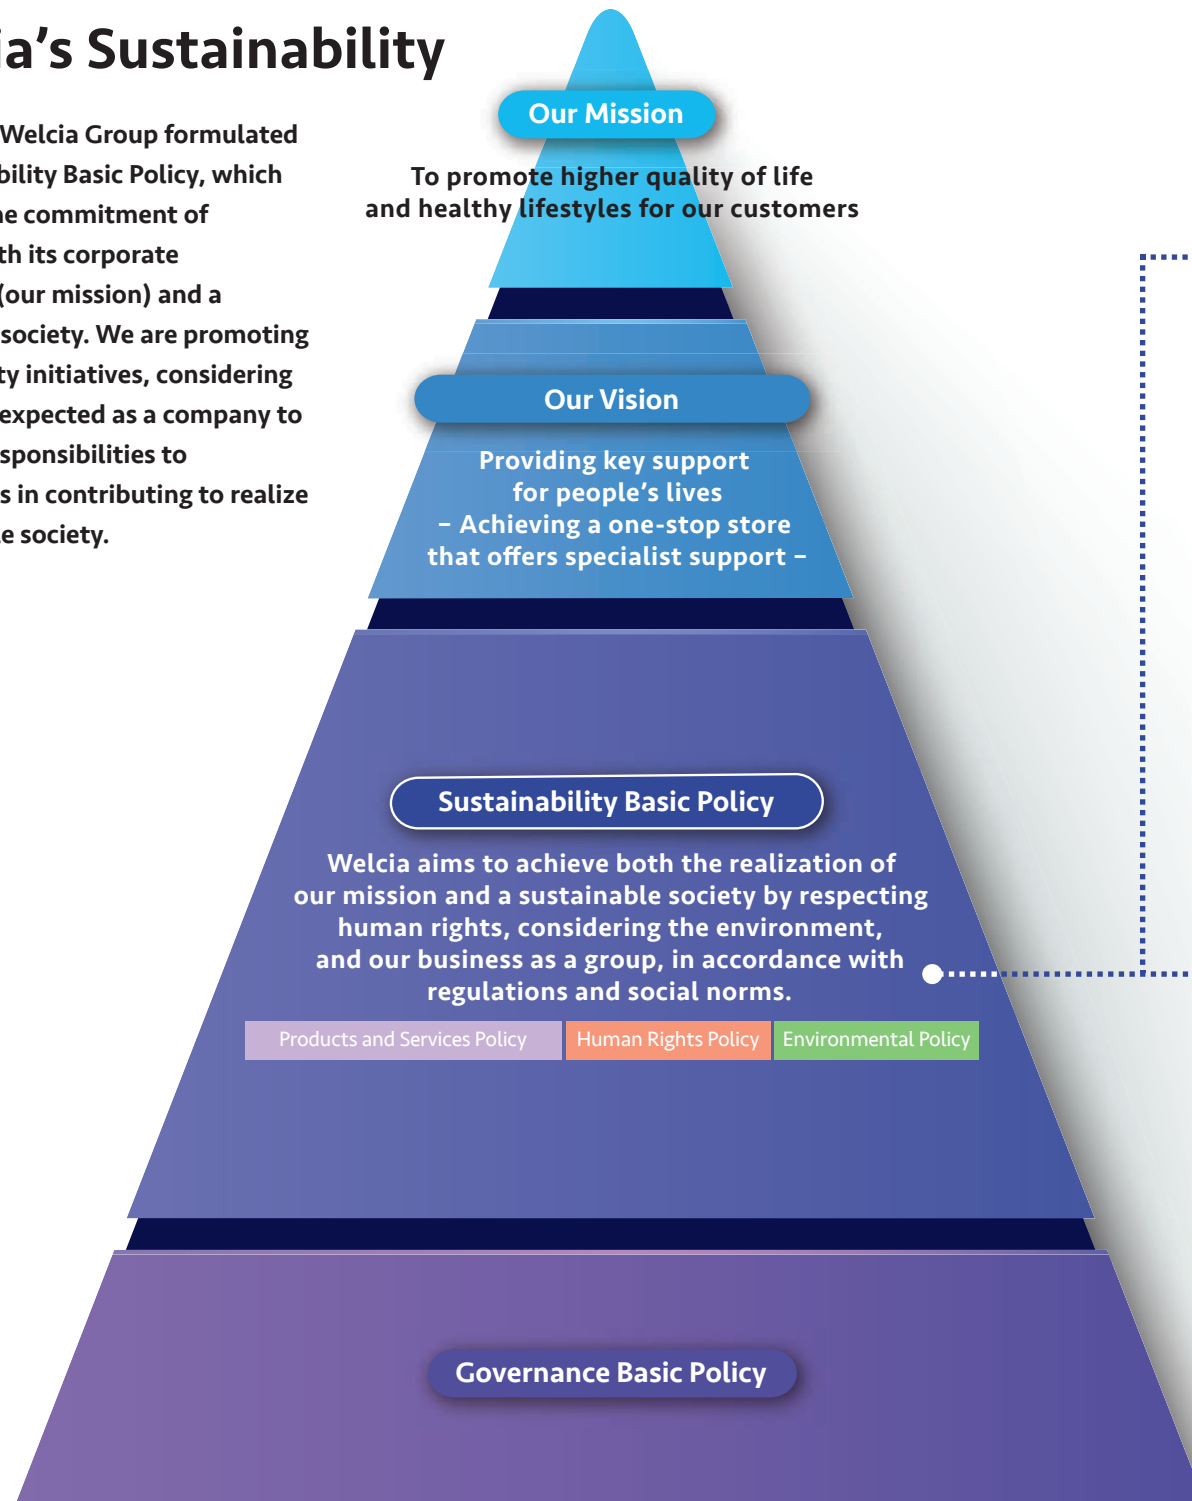 ia’s Sustainability
Welcia Group formulated
bility Basic Policy, which
he commitment of
th its corporate
(our mission) and a
society. We are promoting
ty initiatives, considering
expected as a company to
sponsibilities to
s in contributing to realize
e society.
Our Mission
To promote higher quality of life
and healthy lifestyles for our customers
Our Vision
Providing key support
for people’s lives
– Achieving a one-stop store
that offers specialist support –
Sustainability Basic Policy
Welcia aims to achieve both the realization of
our mission and a sustainable society by respecting
human rights, considering the environment,
and our business as a group, in accordance with
regulations and social norms.
Products and Services Policy
Human Rights Policy
Environmental Policy
Governance Basic Policy